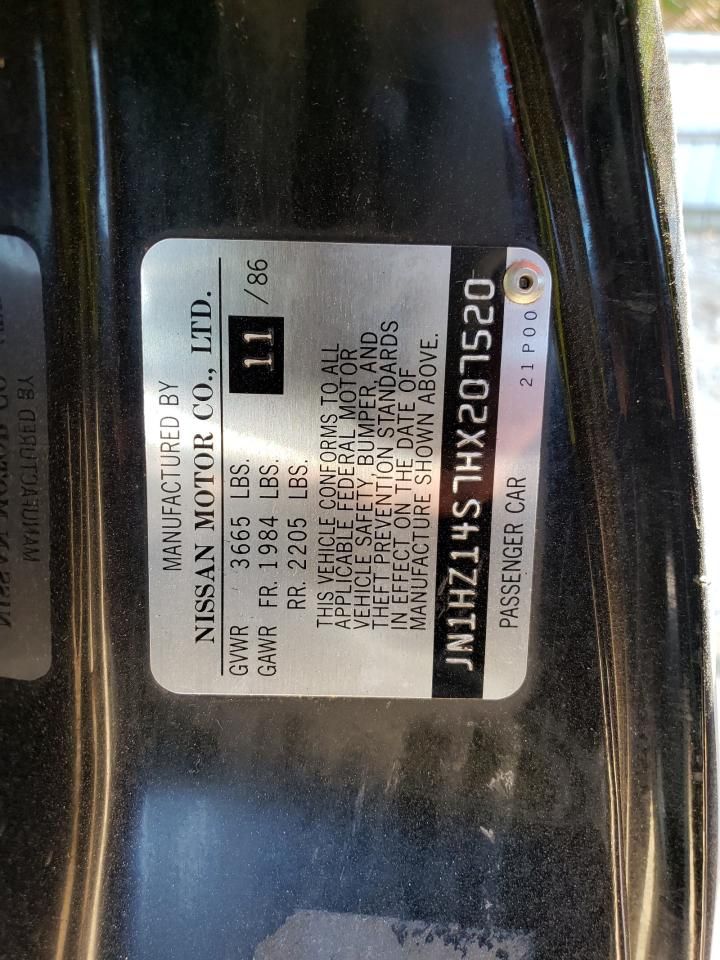 MANUFACTURED BY
NISSAN MOTOR CO., LTD.
GVWR 3665 LBS. 11 / 86
GAWR FR. 1984 LBS.
RR. 2205 LBS.
THIS VEHICLE CONFORMS TO ALL
APPLICABLE FEDERAL MOTOR
VEHICLE SAFETY, BUMPER, AND
THEFT PREVENTION STANDARDS
IN EFFECT ON THE DATE OF
MANUFACTURE SHOWN ABOVE.
JN1HZ14S7HX207520
PASSENGER CAR 21P00
MANUFACTURED BY